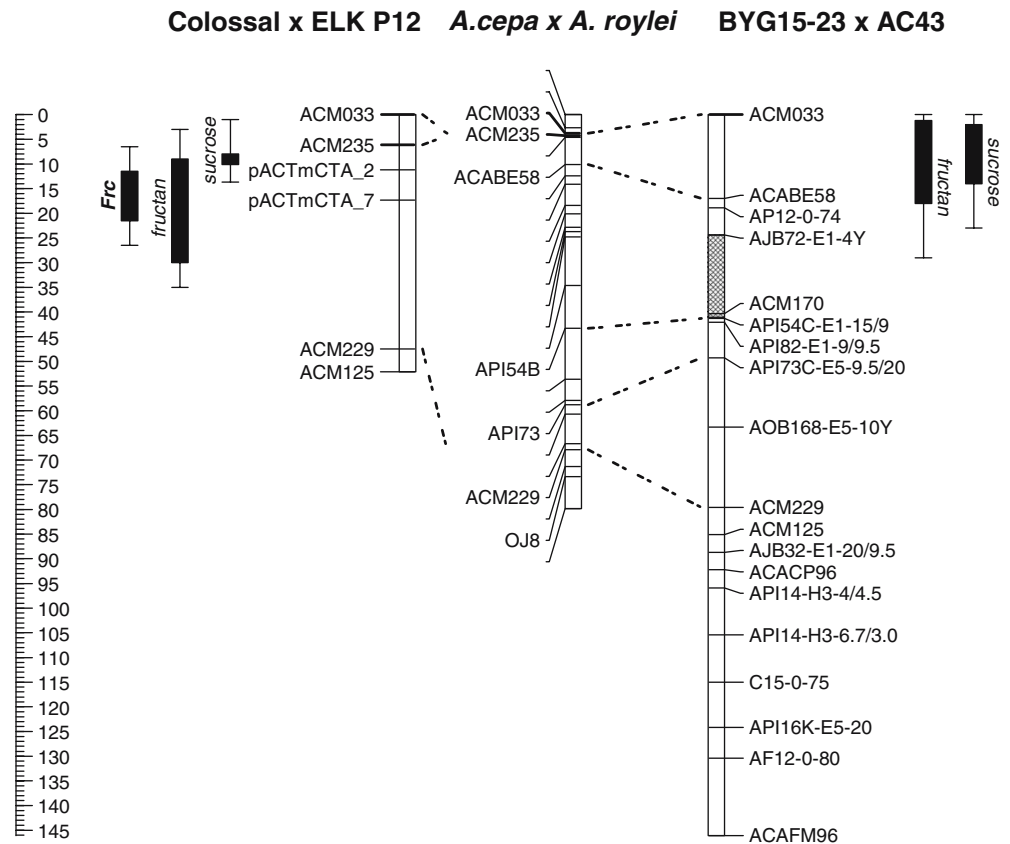 Colossal x ELK P12
A.cepa x A. roylei
BYG15-23 x AC43
0
5
10
15
20
25
30
35
40
45
50
55
60
65
70
75
80
85
90
95
100
105
110
115
120
125
130
135
140
145
Frc
fructan
sucrose
ACM033
ACM235
pACTmCTA_2
pACTmCTA_7
ACM229
ACM125
ACM033
ACM235
ACABE58
API54B
API73
ACM229
OJ8
ACM033
ACABE58
AP12-0-74
AJB72-E1-4Y
ACM170
API54C-E1-15/9
API82-E1-9/9.5
API73C-E5-9.5/20
AOB168-E5-10Y
ACM229
ACM125
AJB32-E1-20/9.5
ACACP96
API14-H3-4/4.5
API14-H3-6.7/3.0
C15-0-75
API16K-E5-20
AF12-0-80
ACAFM96
fructan
sucrose